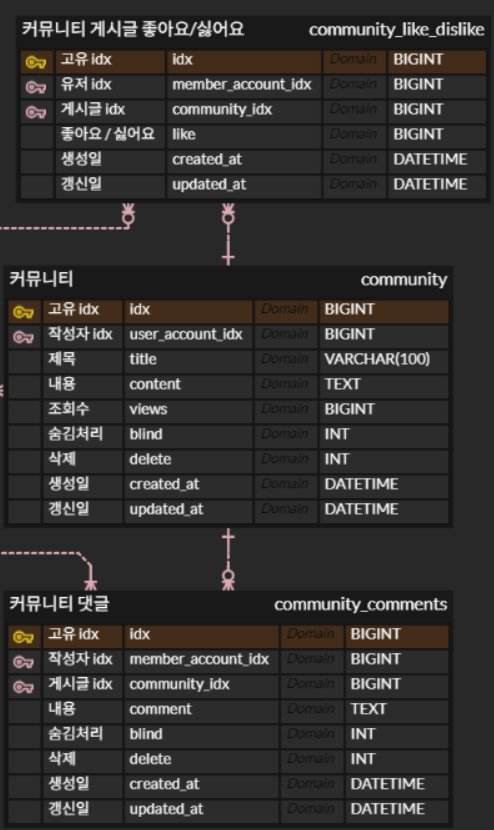 커뮤니티 게시글 좋아요/싫어요 community_like_dislike
고유 idx idx Domain BIGINT
유저 idx member_account_idx Domain BIGINT
게시글 idx community_idx Domain BIGINT
좋아요 / 싫어요 like Domain BIGINT
생성일 created_at Domain DATETIME
갱신일 updated_at Domain DATETIME
커뮤니티 community
고유 idx idx Domain BIGINT
작성자 idx user_account_idx Domain BIGINT
제목 title Domain VARCHAR(100)
내용 content Domain TEXT
조회수 views Domain BIGINT
숨김처리 blind Domain INT
삭제 delete Domain INT
생성일 created_at Domain DATETIME
갱신일 updated_at Domain DATETIME
커뮤니티 댓글 community_comments
고유 idx idx Domain BIGINT
작성자 idx member_account_idx Domain BIGINT
게시글 idx community_idx Domain BIGINT
내용 comment Domain TEXT
숨김처리 blind Domain INT
삭제 delete Domain INT
생성일 created_at Domain DATETIME
갱신일 updated_at Domain DATETIME